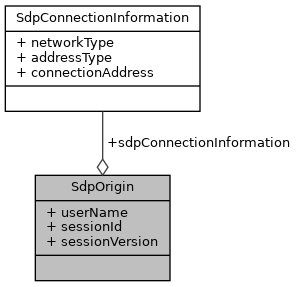 SdpConnectionInformation
+ networkType
+ addressType
+ connectionAddress
+sdpConnectionInformation
SdpOrigin
+ userName
+ sessionId
+ sessionVersion